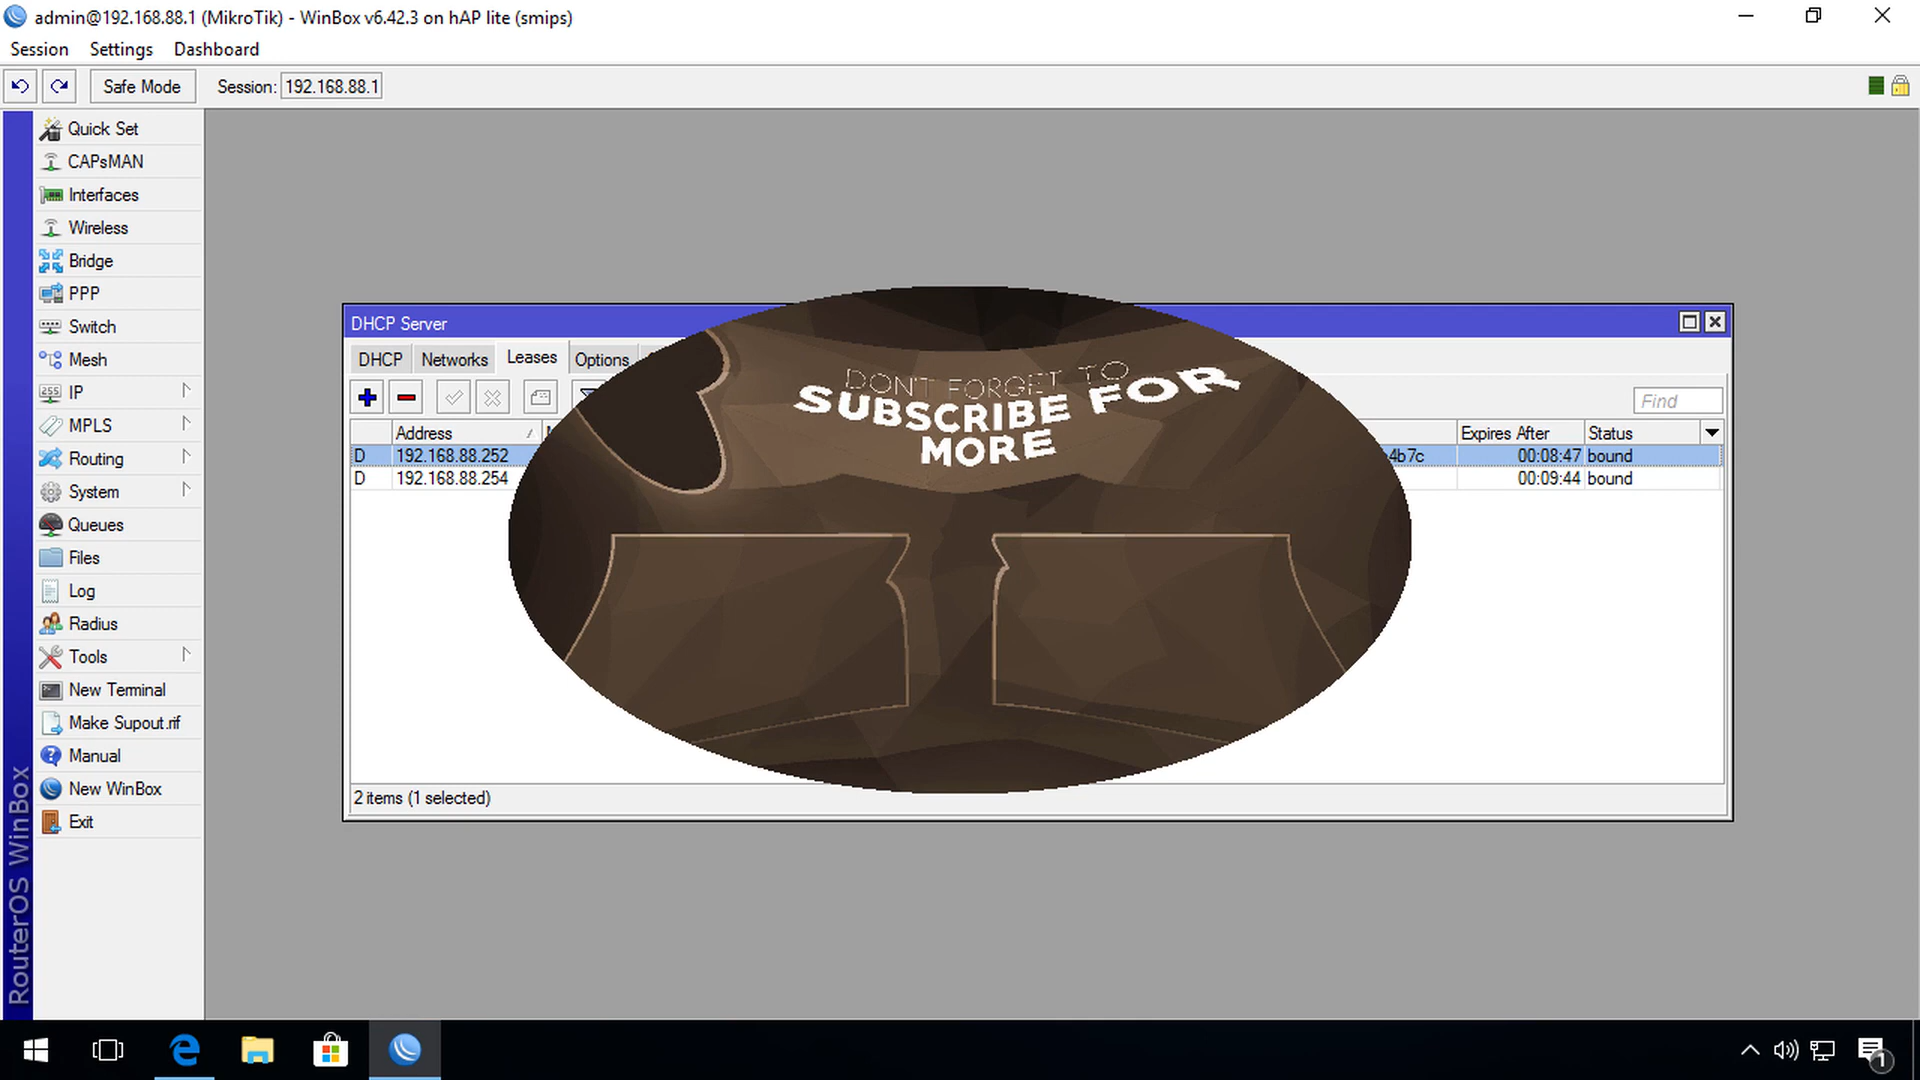 admin@192.168.88.1 (MikroTik) - WinBox v6.42.3 on hAP lite (smips)
Session Settings Dashboard
Safe Mode Session: 192.168.88.1
Quick Set
CAPsMAN
Interfaces
Wireless
Bridge
PPP
Switch
Mesh
IP
MPLS
Routing
System
Queues
Files
Log
Radius
Tools
New Terminal
Make Supout.rif
Manual
New WinBox
Exit
RouterOS WinBox
DHCP Server
DHCP Networks Leases Options
Find
Address Expires After Status
D 192.168.88.252 4b7c 00:08:47 bound
D 192.168.88.254 00:09:44 bound
2 items (1 selected)
DON'T FORGET TO
SUBSCRIBE FOR
MORE
1